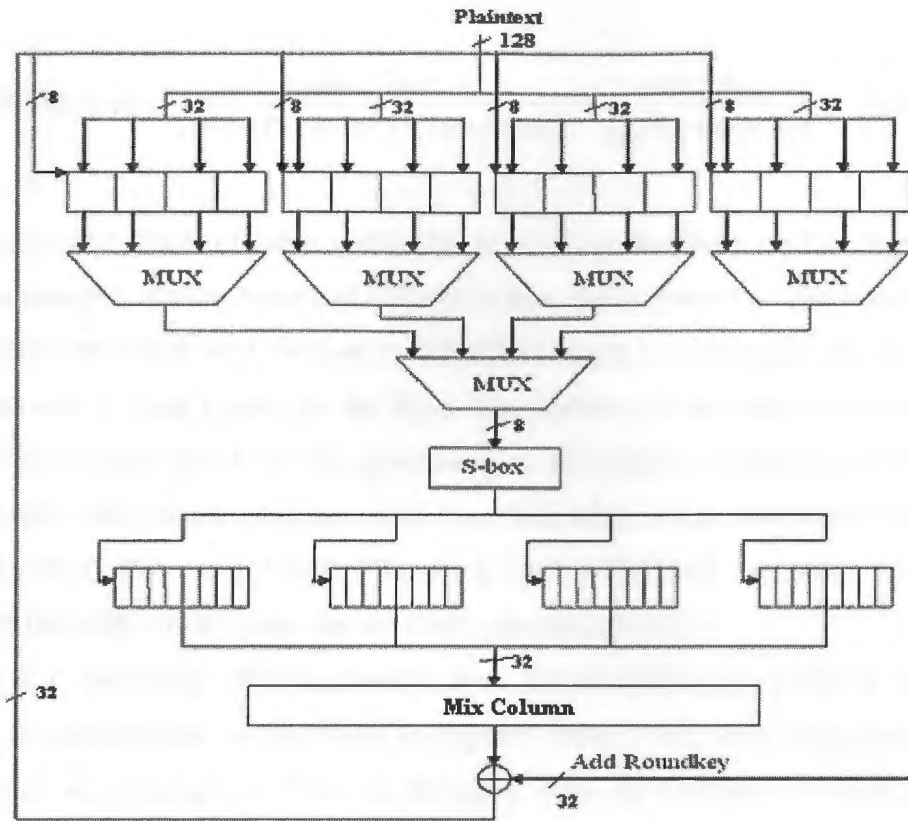 Plaintext
128
8 32 8 32 8 32 8 32
MUX MUX MUX MUX
MUX
8
S-box
32
Mix Column
32
Add Roundkey
32